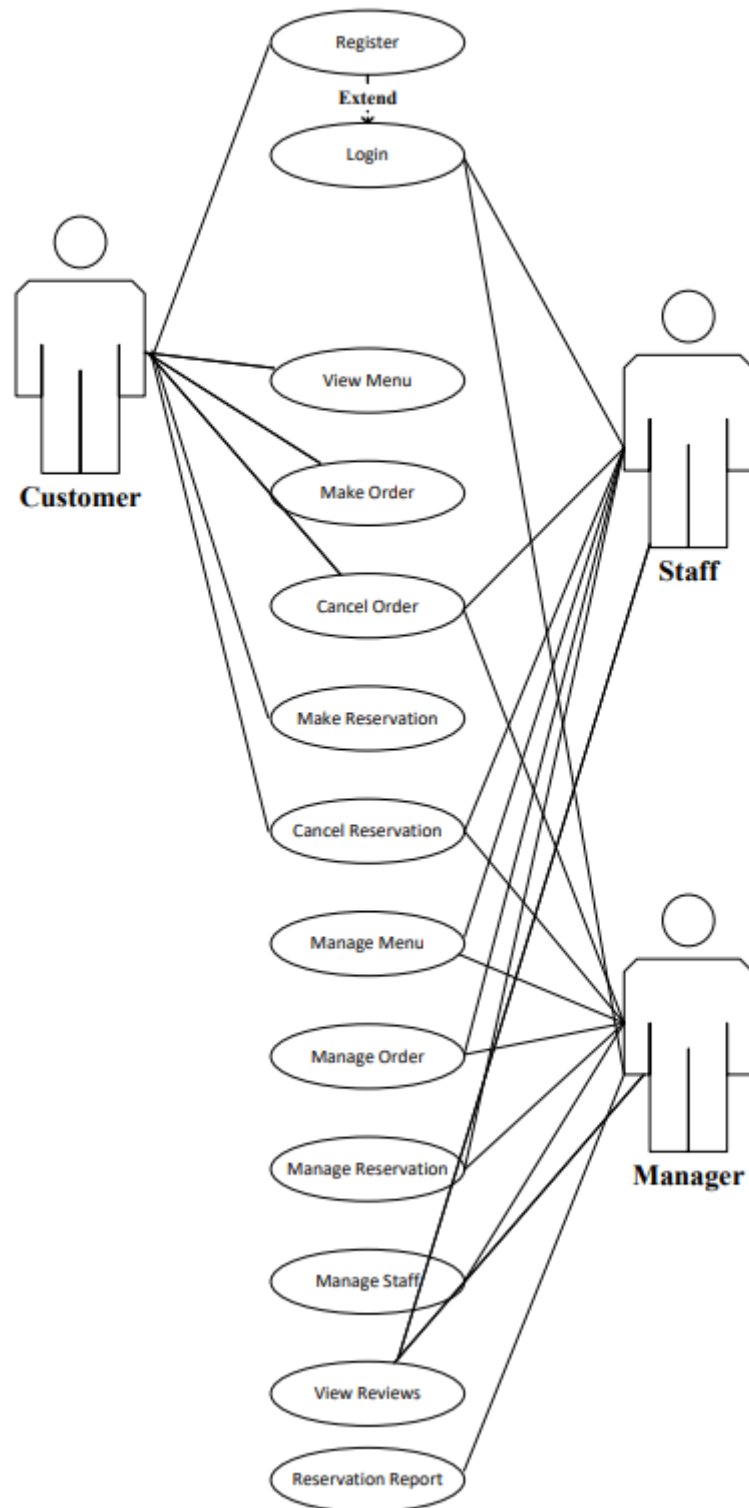 Register
Extend
Login
View Menu
Customer
Make Order
Staff
Cancel Order
Make Reservation
Cancel Reservation
Manage Menu
Manage Order
Manage Reservation
Manager
Manage Staff
View Reviews
Reservation Report